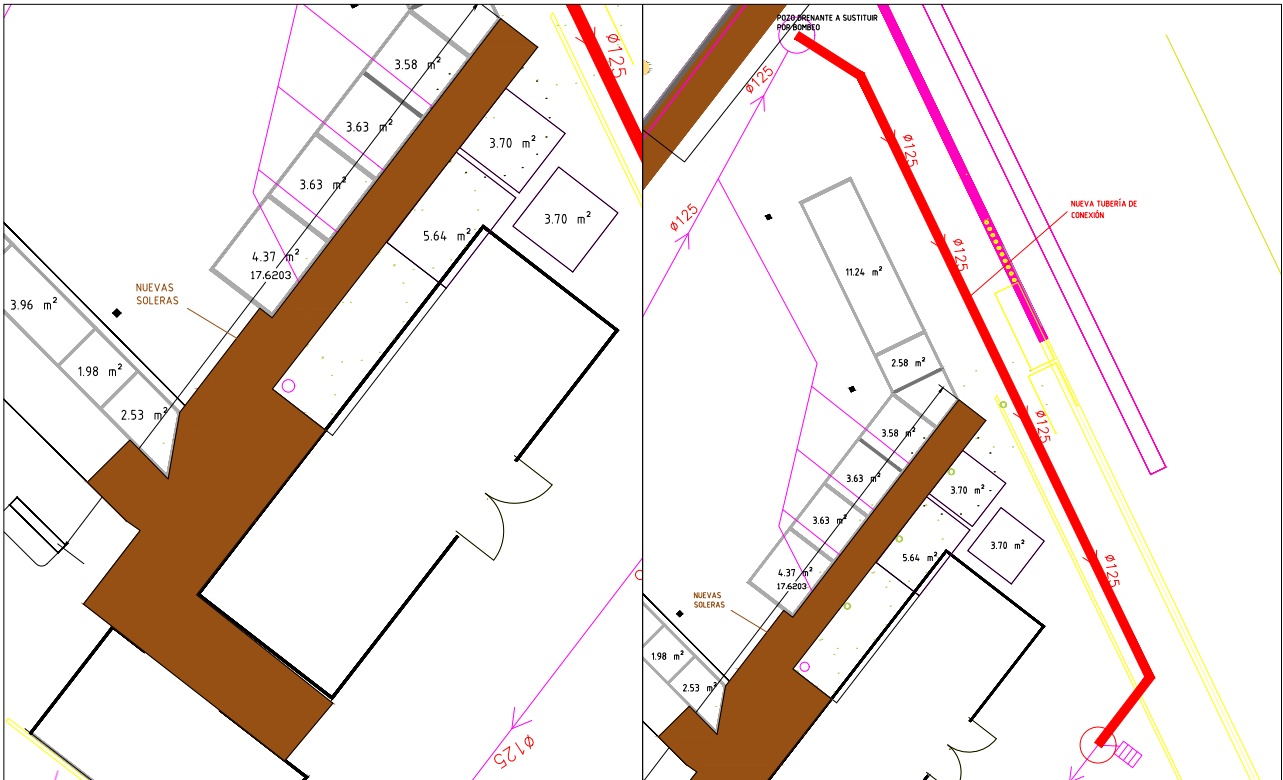 3.58 m²
Ø125
3.63 m²
3.70 m²
3.63 m²
3.70 m²
5.64 m²
4.37 m²
17.6203
NUEVAS
SOLERAS
3.96 m²
1.98 m²
2.53 m²
Ø125
POZO DRENANTE A SUSTITUIR
POR BOMBEO
Ø125
Ø125
Ø125
NUEVA TUBERÍA DE
CONEXIÓN
Ø125
11.24 m²
2.58 m²
Ø125
3.58 m²
3.63 m²
3.70 m²
3.63 m²
3.70 m²
5.64 m²
4.37 m²
17.6203
Ø125
NUEVAS
SOLERAS
1.98 m²
2.53 m²